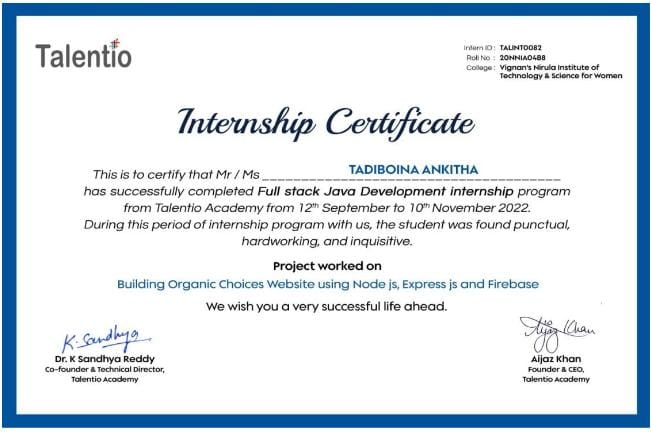 Talentio
Intern ID : TALINT0082
Roll No : 20NNIA04B8
College : Vignan's Nirula Institute of
Technology & Science for Women
Internship Certificate
This is to certify that Mr / Ms TADIBOINA ANKITHA
has successfully completed Full stack Java Development internship program
from Talentio Academy from 12th September to 10th November 2022.
During this period of internship program with us, the student was found punctual,
hardworking, and inquisitive.
Project worked on
Building Organic Choices Website using Node js, Express js and Firebase
We wish you a very successful life ahead.
K. Sandhya
Dr. K Sandhya Reddy
Co-founder & Technical Director,
Talentio Academy
Aijaz Khan
Aijaz Khan
Founder & CEO,
Talentio Academy